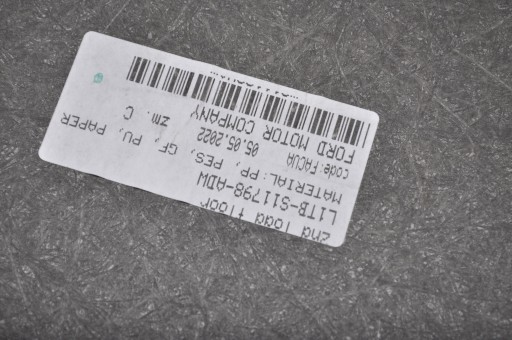 2nd load floor
L1TB-S11798-ADW
MATERIAL: PP, PES, GF, PU, PAPER
code: FACUA
05.05.2022
zm. C
FORD MOTOR COMPANY